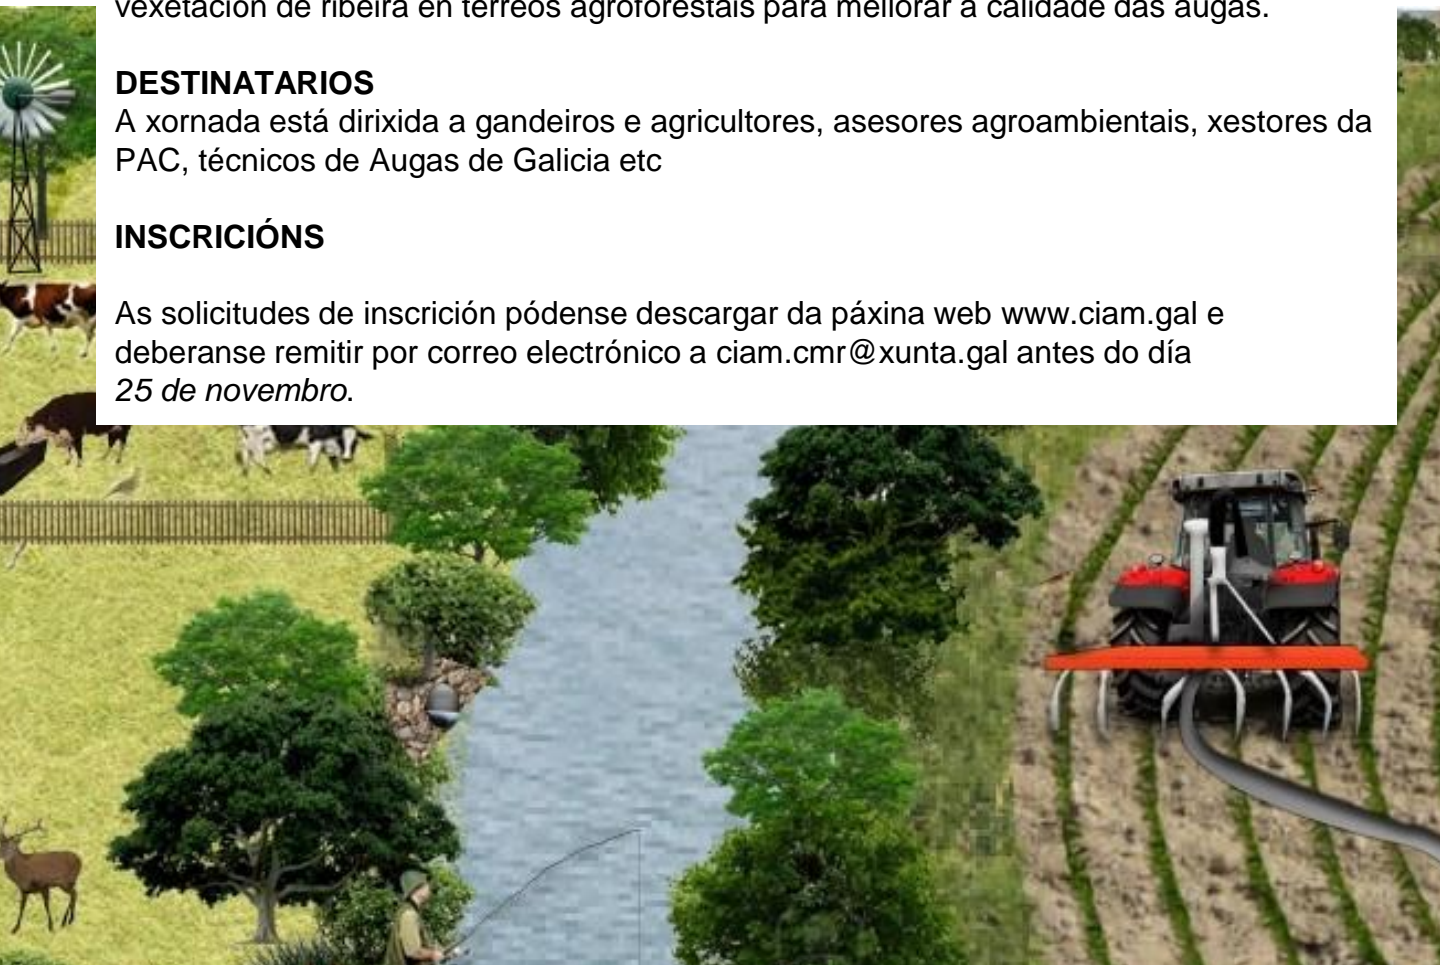 vexetación de ribeira en terreos agroforestais para mellorar a calidade das augas.
DESTINATARIOS
A xornada está dirixida a gandeiros e agricultores, asesores agroambientais, xestores da
PAC, técnicos de Augas de Galicia etc
INSCRICIÓNS
As solicitudes de inscrición pódense descargar da páxina web www.ciam.gal e
deberanse remitir por correo electrónico a ciam.cmr@xunta.gal antes do día
25 de novembro.